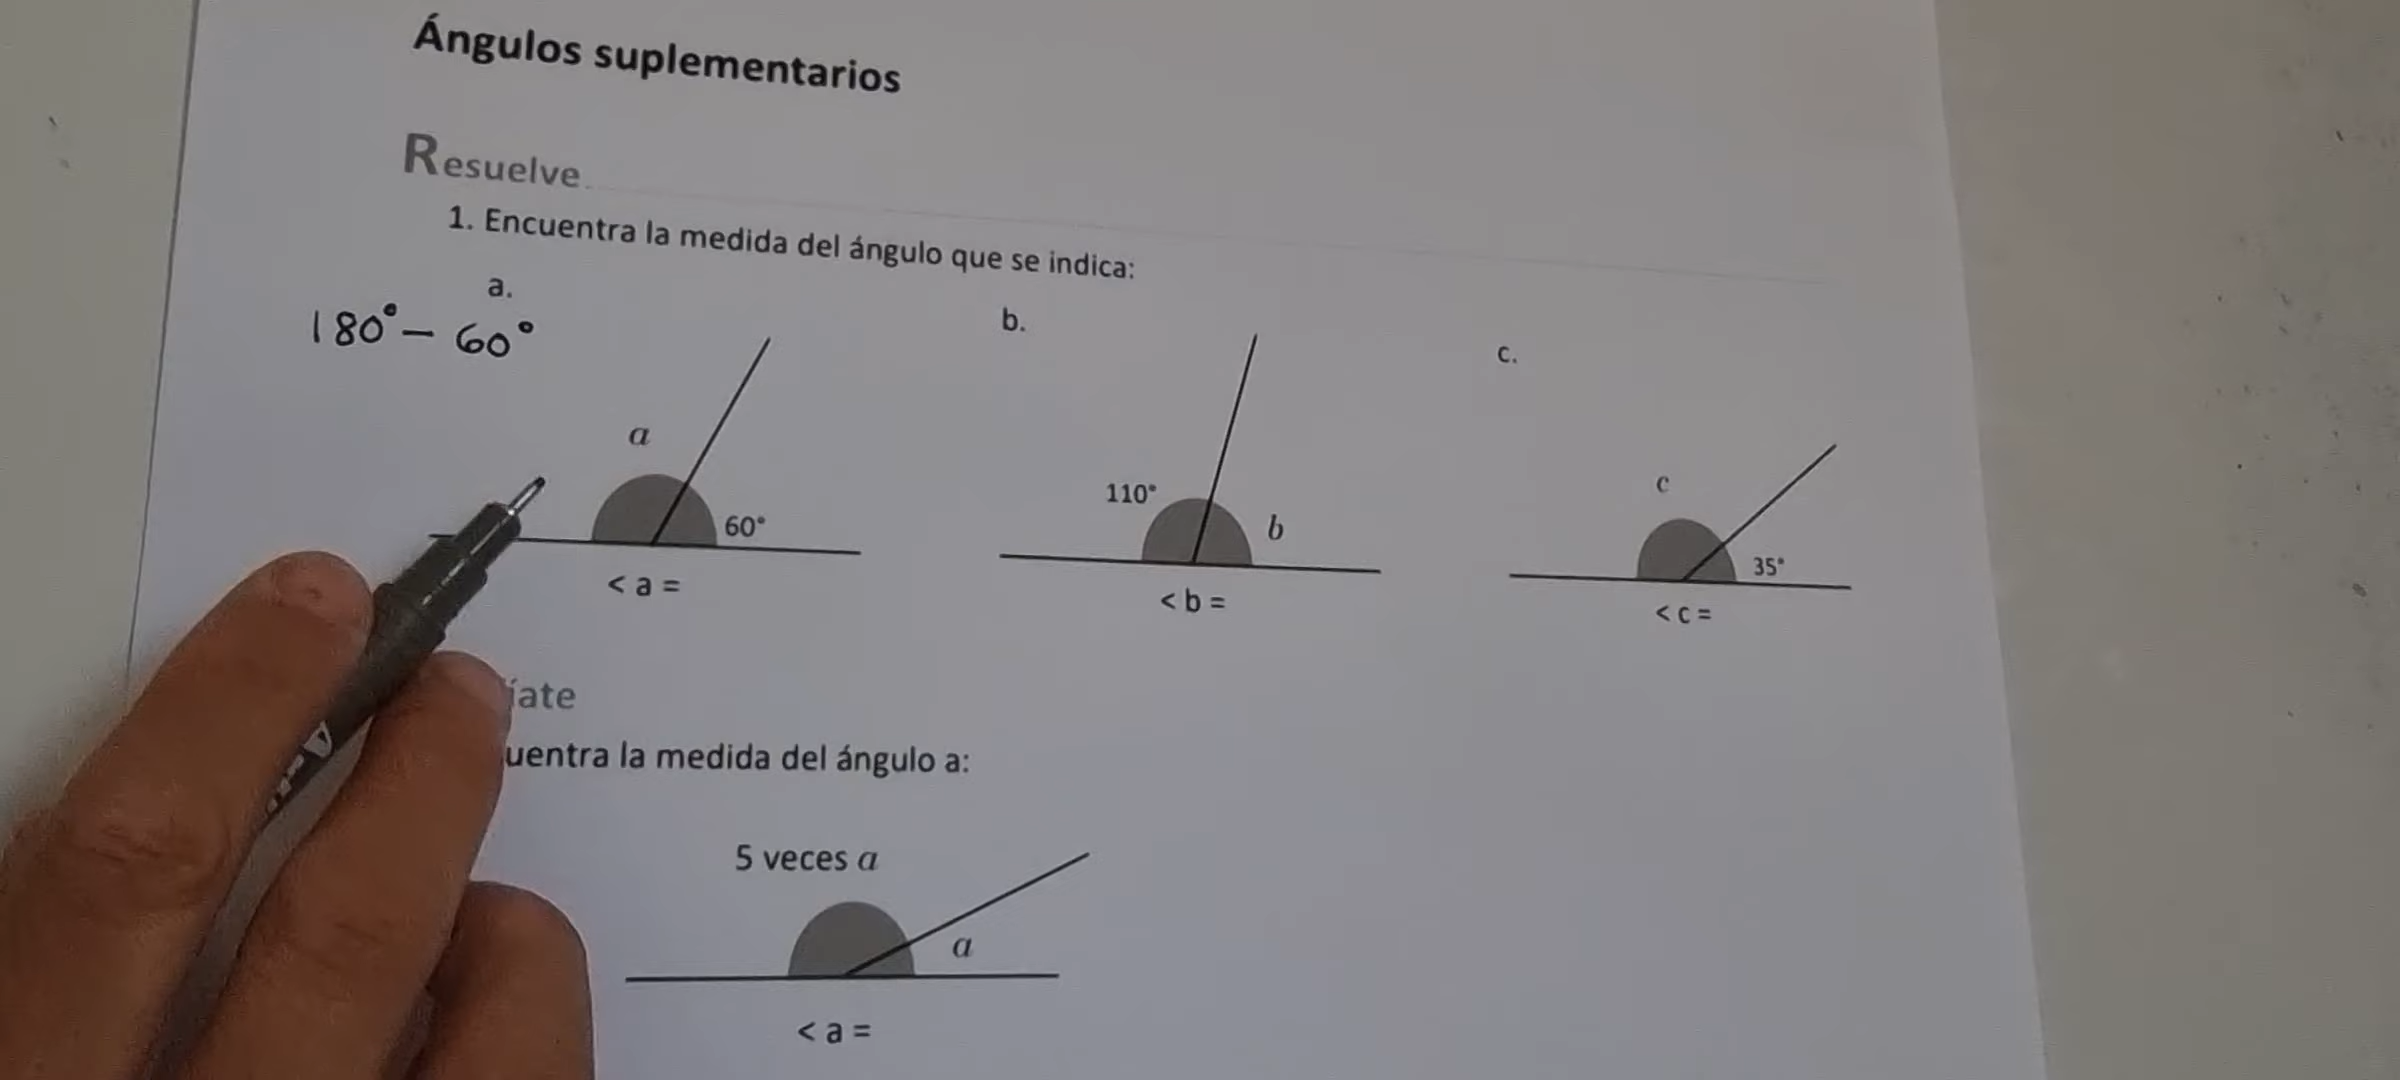 Ángulos suplementarios
Resuelve
1. Encuentra la medida del ángulo que se indica:
a.
180° - 60°
a
60°
< a =
b.
110°
b
< b =
c.
c
35°
< c =
íate
uentra la medida del ángulo a:
5 veces a
a
< a =